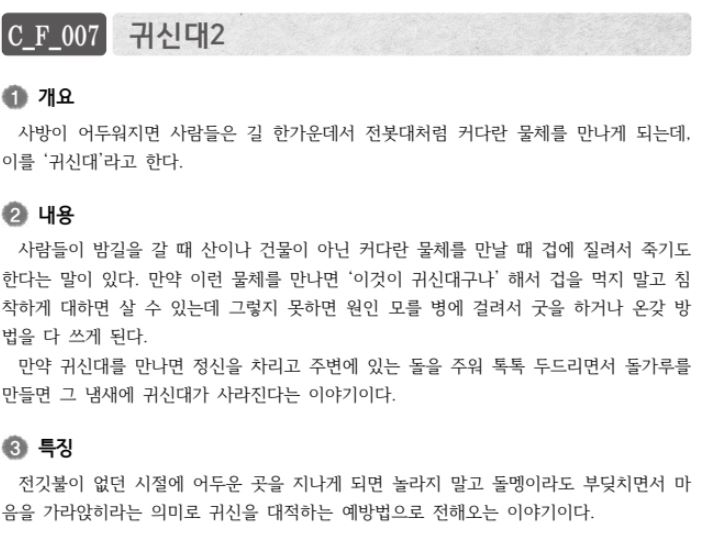 C_F_007 귀신대2
1 개요
사방이 어두워지면 사람들은 길 한가운데서 전봇대처럼 커다란 물체를 만나게 되는데,
이를 ‘귀신대’라고 한다.
2 내용
사람들이 밤길을 갈 때 산이나 건물이 아닌 커다란 물체를 만날 때 겁에 질려서 죽기도
한다는 말이 있다. 만약 이런 물체를 만나면 ‘이것이 귀신대구나’ 해서 겁을 먹지 말고 침
착하게 대하면 살 수 있는데 그렇지 못하면 원인 모를 병에 걸려서 굿을 하거나 온갖 방
법을 다 쓰게 된다.
만약 귀신대를 만나면 정신을 차리고 주변에 있는 돌을 주워 톡톡 두드리면서 돌가루를
만들면 그 냄새에 귀신대가 사라진다는 이야기이다.
3 특징
전깃불이 없던 시절에 어두운 곳을 지나게 되면 놀라지 말고 돌멩이라도 부딪치면서 마
음을 가라앉히라는 의미로 귀신을 대적하는 예방법으로 전해오는 이야기이다.